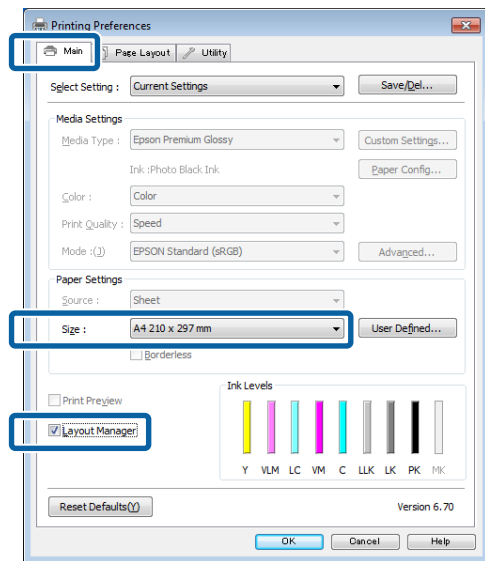 Printing Preferences
Main Page Layout Utility
Select Setting : Current Settings Save/Del...
Media Settings
Media Type : Epson Premium Glossy Custom Settings...
Ink :Photo Black Ink Paper Config...
Color : Color
Print Quality : Speed
Mode :(J) EPSON Standard (sRGB) Advanced...
Paper Settings
Source : Sheet
Size : A4 210 x 297 mm User Defined...
Borderless
Ink Levels
Print Preview
Layout Manager
Y VLM LC VM C LLK LK PK MK
Reset Defaults(Y) Version 6.70
OK Cancel Help